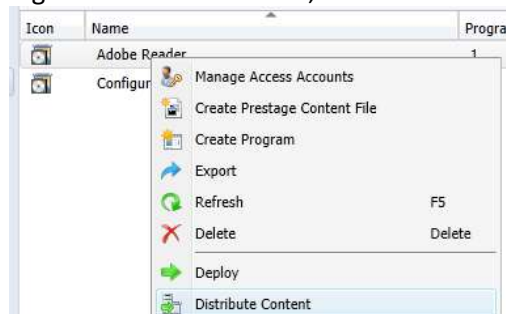 Icon Name Progra
Adobe Reader 1
Configur
Manage Access Accounts
Create Prestage Content File
Create Program
Export
Refresh F5
Delete Delete
Deploy
Distribute Content